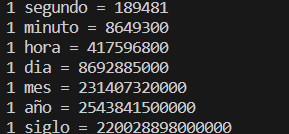 1 segundo = 189481
1 minuto = 8649300
1 hora = 417596800
1 dia = 8692885000
1 mes = 231407320000
1 año = 2543841500000
1 siglo = 220028898000000